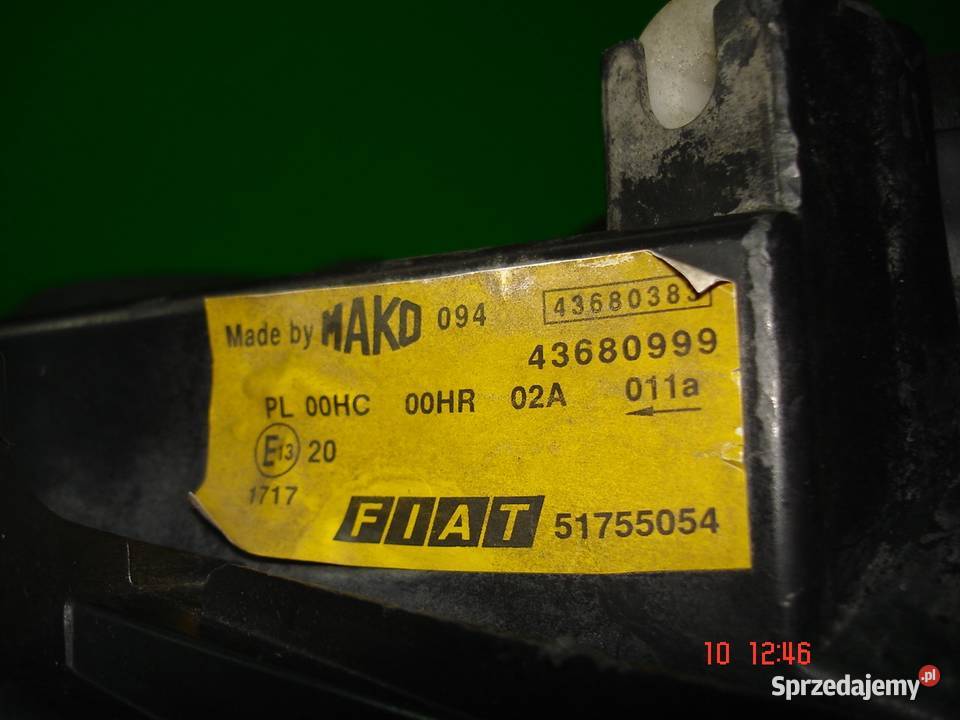 Made by MAKO 094 43680383
43680999
PL 00HC 00HR 02A 011a
E13 20
1717
FIAT 51755054
10 12:46
Sprzedajemy.pl